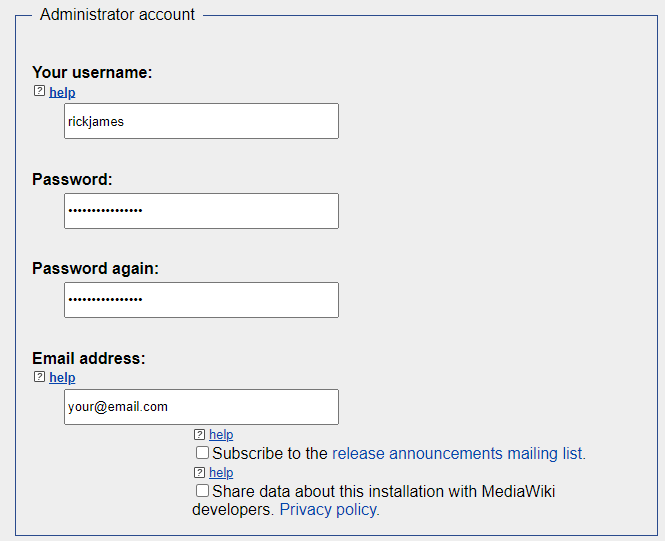 Administrator account
Your username:
? help
rickjames
Password:
••••••••••••••••
Password again:
••••••••••••••••
Email address:
? help
your@email.com
? help
Subscribe to the release announcements mailing list.
? help
Share data about this installation with MediaWiki
developers. Privacy policy.